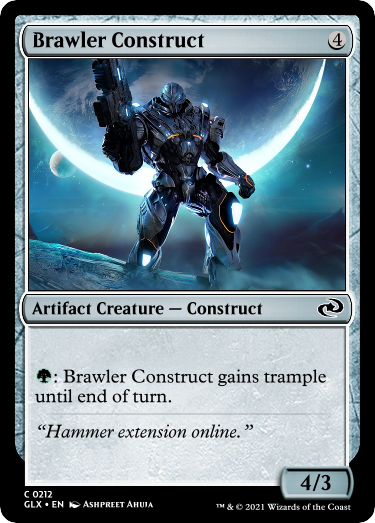 Brawler Construct 4
Artifact Creature — Construct
: Brawler Construct gains trample
until end of turn.
“Hammer extension online.”
4/3
C 0212
GLX • EN Ashpreet Ahuja
™ & © 2021 Wizards of the Coast